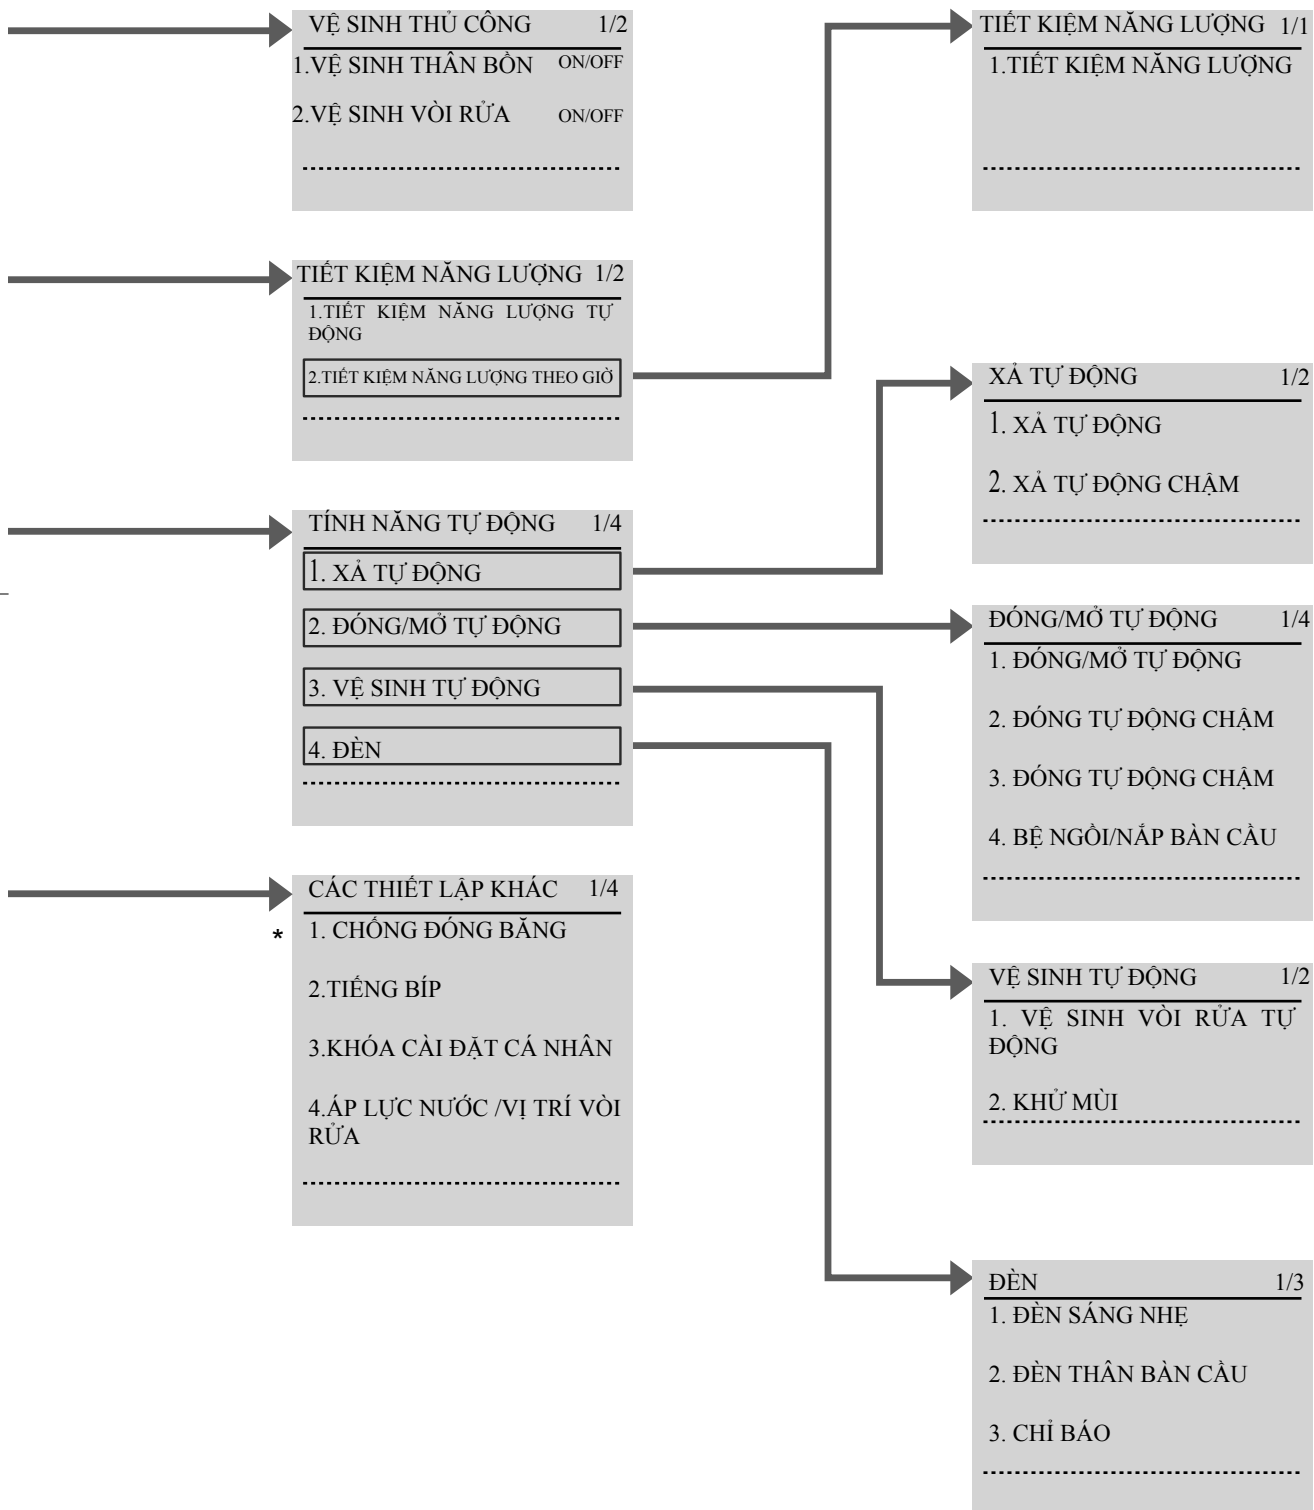 VỆ SINH THỦ CÔNG 1/2
1.VỆ SINH THÂN BỒN ON/OFF
2.VỆ SINH VÒI RỬA ON/OFF
TIẾT KIỆM NĂNG LƯỢNG 1/2
1.TIẾT KIỆM NĂNG LƯỢNG TỰ
ĐỘNG
2.TIẾT KIỆM NĂNG LƯỢNG THEO GIỜ
TÍNH NĂNG TỰ ĐỘNG 1/4
1. XẢ TỰ ĐỘNG
2. ĐÓNG/MỞ TỰ ĐỘNG
3. VỆ SINH TỰ ĐỘNG
4. ĐÈN
CÁC THIẾT LẬP KHÁC 1/4
* 1. CHỐNG ĐÓNG BĂNG
2.TIẾNG BÍP
3.KHÓA CÀI ĐẶT CÁ NHÂN
4.ÁP LỰC NƯỚC /VỊ TRÍ VÒI
RỬA
TIẾT KIỆM NĂNG LƯỢNG 1/1
1.TIẾT KIỆM NĂNG LƯỢNG
XẢ TỰ ĐỘNG 1/2
1. XẢ TỰ ĐỘNG
2. XẢ TỰ ĐỘNG CHẬM
ĐÓNG/MỞ TỰ ĐỘNG 1/4
1. ĐÓNG/MỞ TỰ ĐỘNG
2. ĐÓNG TỰ ĐỘNG CHẬM
3. ĐÓNG TỰ ĐỘNG CHẬM
4. BỆ NGỒI/NẮP BÀN CẦU
VỆ SINH TỰ ĐỘNG 1/2
1. VỆ SINH VÒI RỬA TỰ
ĐỘNG
2. KHỬ MÙI
ĐÈN 1/3
1. ĐÈN SÁNG NHẸ
2. ĐÈN THÂN BÀN CẦU
3. CHỈ BÁO